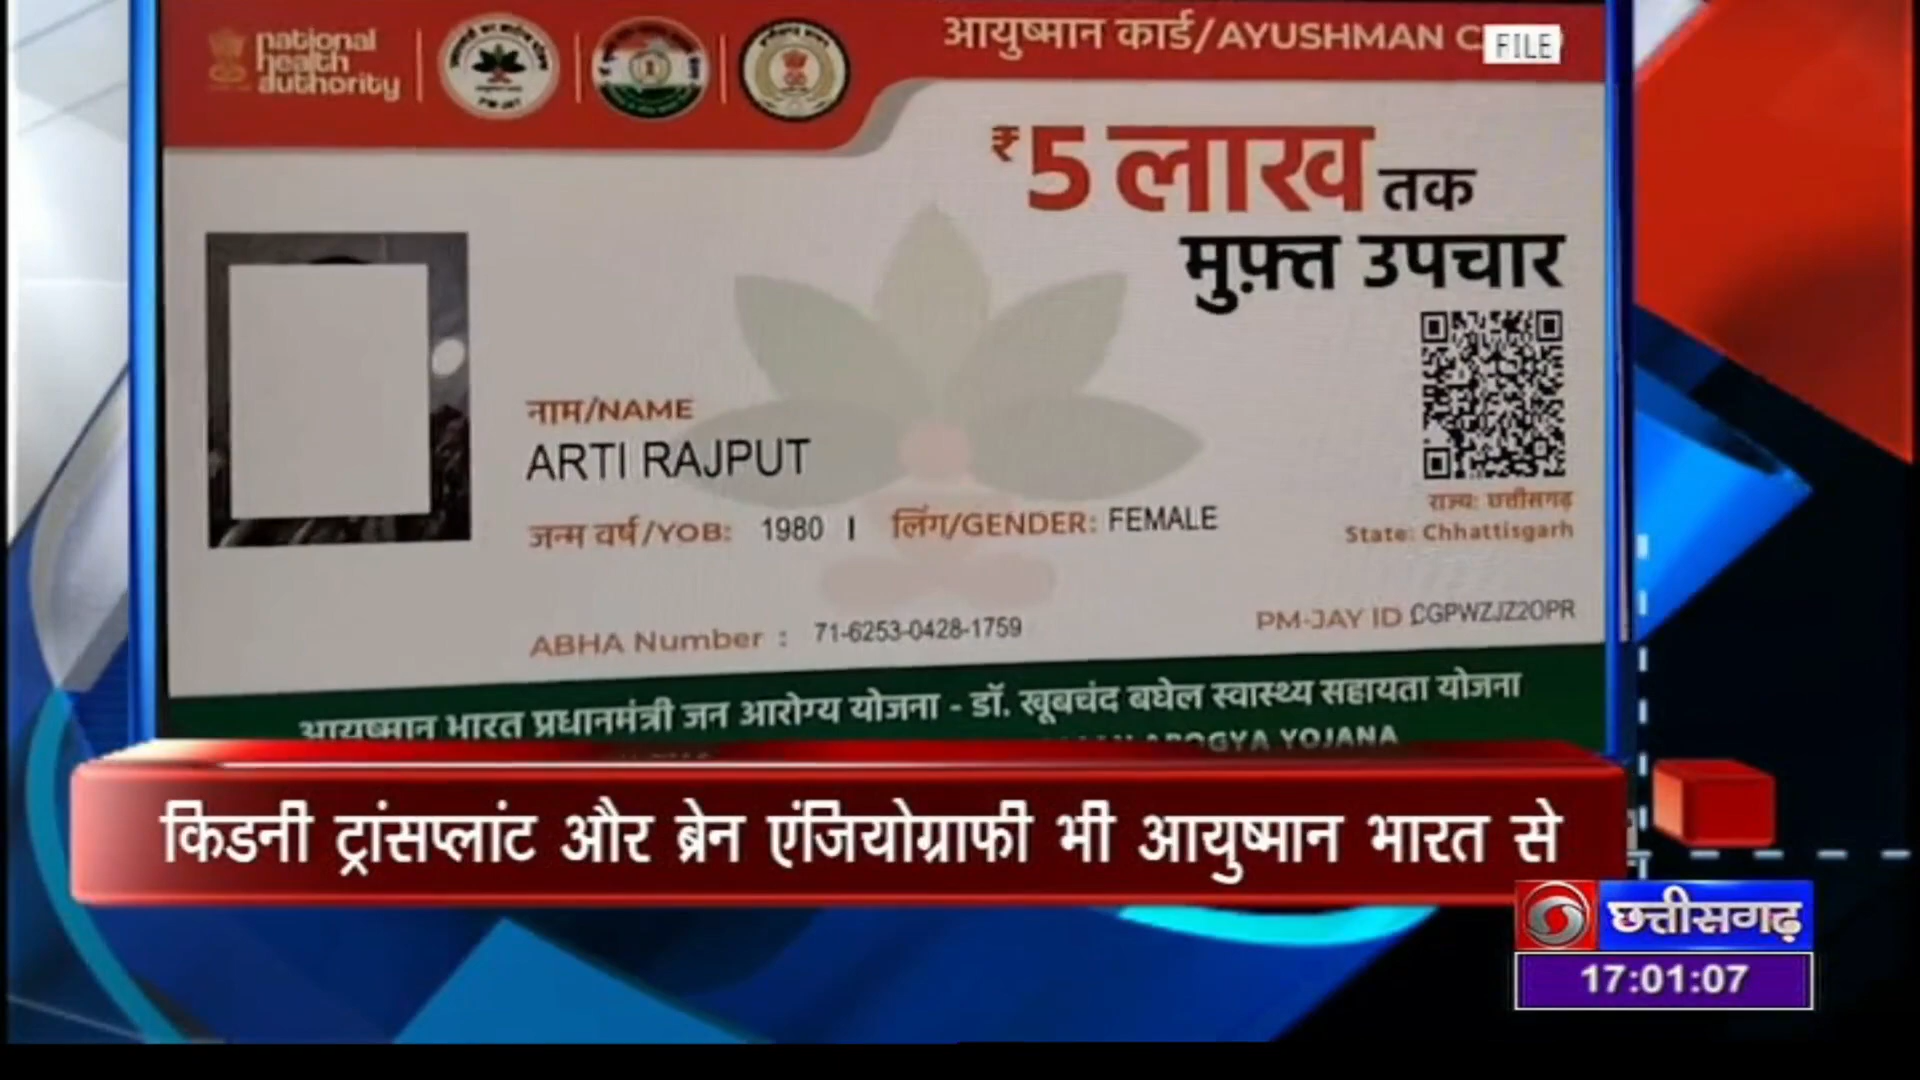 national
health
authority
आयुष्मान कार्ड/AYUSHMAN C
FILE
₹5 लाख तक
मुफ़्त उपचार
नाम/NAME
ARTI RAJPUT
जन्म वर्ष/YOB: 1980 | लिंग/GENDER: FEMALE
राज्य: छत्तीसगढ़
State: Chhattisgarh
ABHA Number : 71-6253-0428-1759
PM-JAY ID CGPWZJZ2OPR
आयुष्मान भारत प्रधानमंत्री जन आरोग्य योजना - डॉ. खूबचंद बघेल स्वास्थ्य सहायता योजना
AROGYA YOJANA
किडनी ट्रांसप्लांट और ब्रेन एंजियोग्राफी भी आयुष्मान भारत से
छत्तीसगढ़
17:01:07